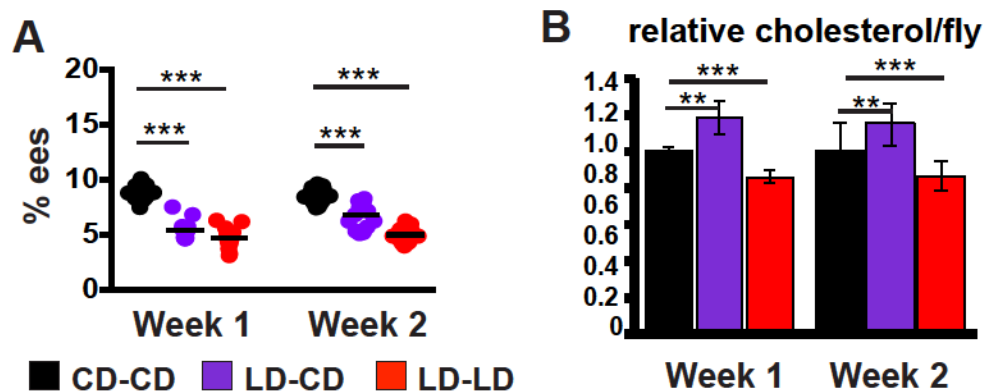 A
20
15
10
5
0
% ees
***
***
***
***
Week 1
Week 2
CD-CD
LD-CD
LD-LD
B
relative cholesterol/fly
1.4
1.2
1.0
0.8
0.6
0.4
0.2
0
***
**
***
**
Week 1
Week 2